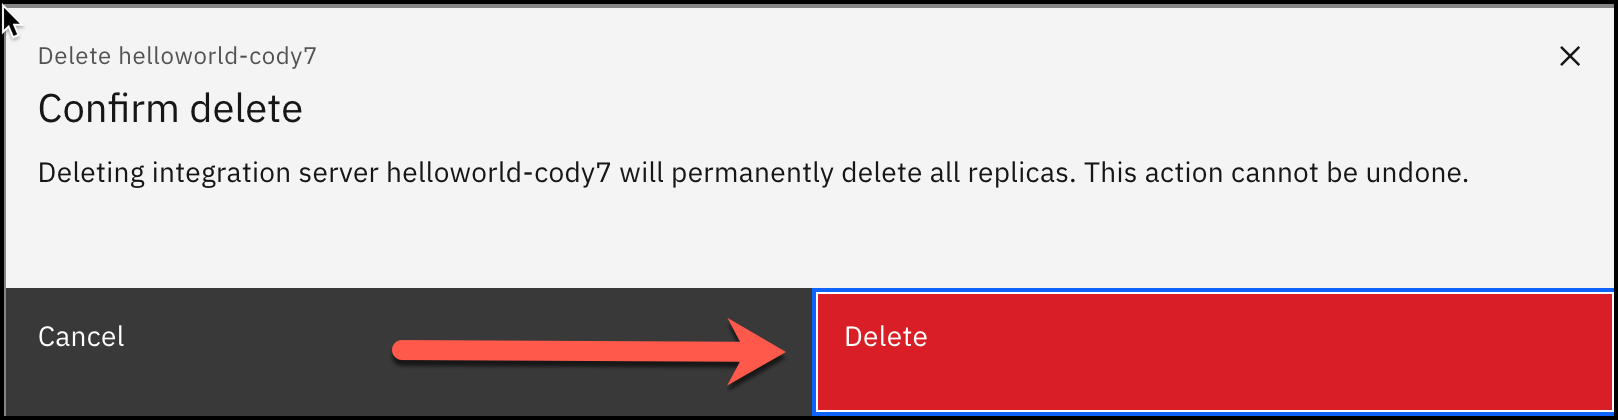 Delete helloworld-cody7
Confirm delete
Deleting integration server helloworld-cody7 will permanently delete all replicas. This action cannot be undone.
Cancel
Delete